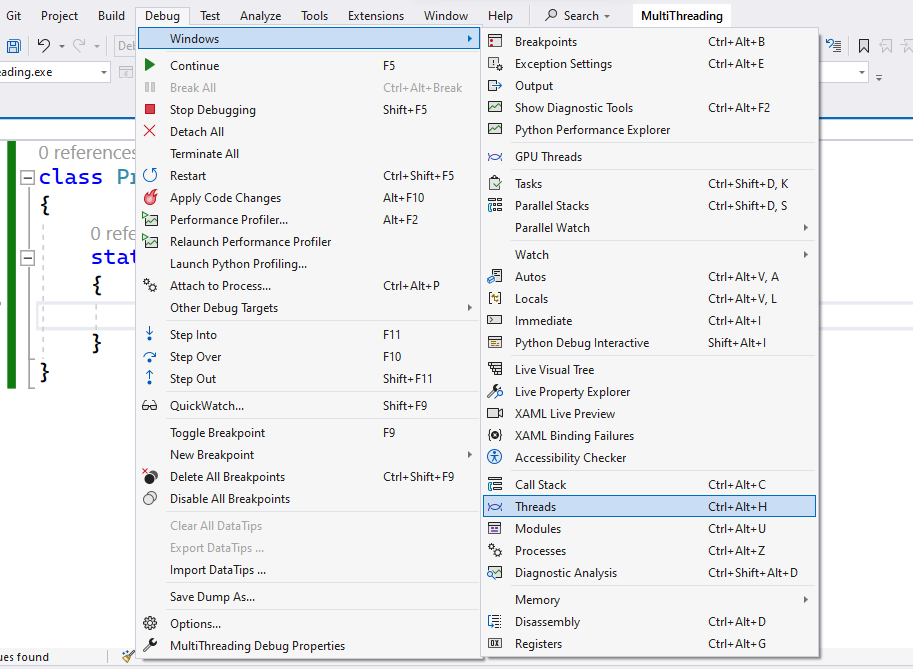 Git Project Build Debug Test Analyze Tools Extensions Window Help Search MultiThreading
eading.exe
0 references
class
{
stat
{
}
}
ues found
Windows
Continue F5
Break All Ctrl+Alt+Break
Stop Debugging Shift+F5
Detach All
Terminate All
Restart Ctrl+Shift+F5
Apply Code Changes Alt+F10
Performance Profiler... Alt+F2
Relaunch Performance Profiler
Launch Python Profiling...
Attach to Process... Ctrl+Alt+P
Other Debug Targets
Step Into F11
Step Over F10
Step Out Shift+F11
QuickWatch... Shift+F9
Toggle Breakpoint F9
New Breakpoint
Delete All Breakpoints Ctrl+Shift+F9
Disable All Breakpoints
Clear All DataTips
Export DataTips ...
Import DataTips ...
Save Dump As...
Options...
MultiThreading Debug Properties
Breakpoints Ctrl+Alt+B
Exception Settings Ctrl+Alt+E
Output
Show Diagnostic Tools Ctrl+Alt+F2
Python Performance Explorer
GPU Threads
Tasks Ctrl+Shift+D, K
Parallel Stacks Ctrl+Shift+D, S
Parallel Watch
Watch
Autos Ctrl+Alt+V, A
Locals Ctrl+Alt+V, L
Immediate Ctrl+Alt+I
Python Debug Interactive Shift+Alt+I
Live Visual Tree
Live Property Explorer
XAML Live Preview
XAML Binding Failures
Accessibility Checker
Call Stack Ctrl+Alt+C
Threads Ctrl+Alt+H
Modules Ctrl+Alt+U
Processes Ctrl+Alt+Z
Diagnostic Analysis Ctrl+Shift+Alt+D
Memory
Disassembly Ctrl+Alt+D
Registers Ctrl+Alt+G